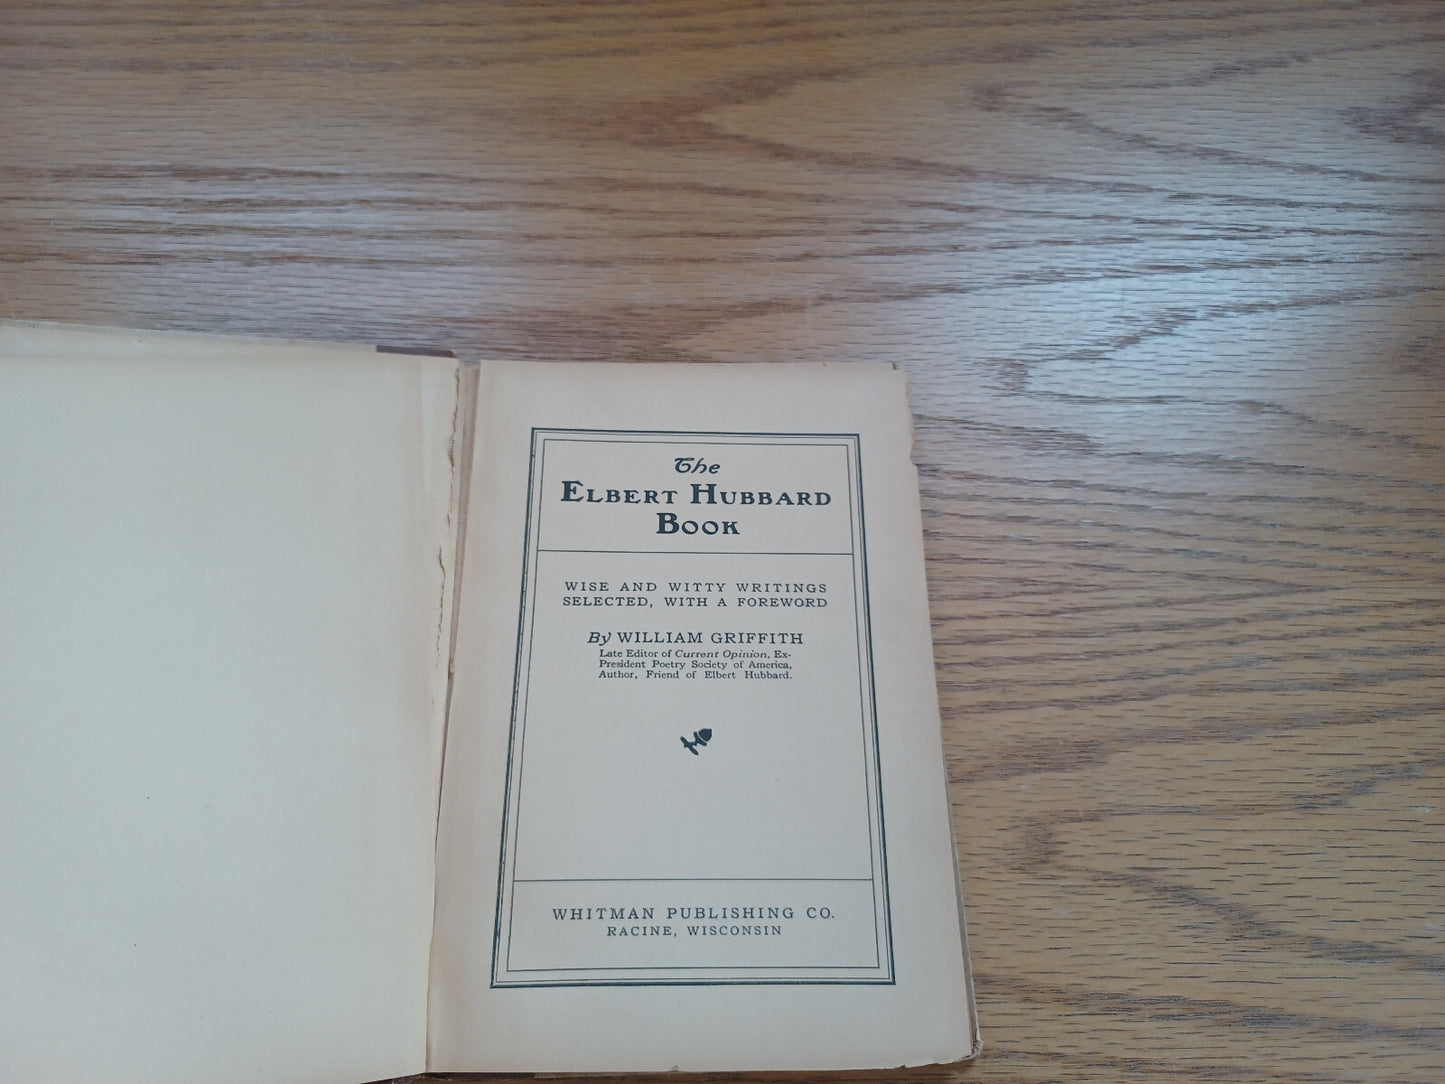 The
ELBERT HUBBARD
BOOK
WISE AND WITTY WRITINGS
SELECTED, WITH A FOREWORD
By WILLIAM GRIFFITH
Late Editor of Current Opinion, Ex-
President Poetry Society of America,
Author, Friend of Elbert Hubbard.
WHITMAN PUBLISHING CO.
RACINE, WISCONSIN